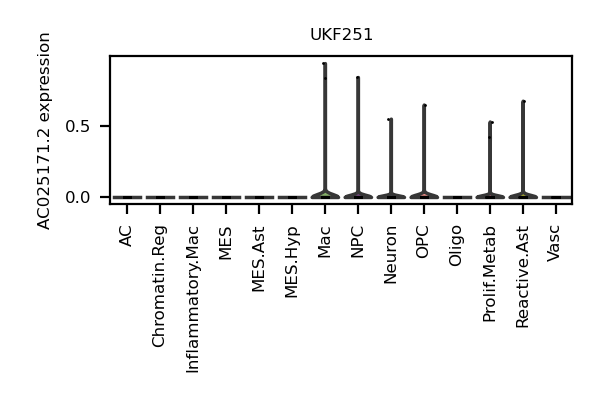 UKF251
AC025171.2 expression
0.5
0.0
AC
Chromatin.Reg
Inflammatory.Mac
MES
MES.Ast
MES.Hyp
Mac
NPC
Neuron
OPC
Oligo
Prolif.Metab
Reactive.Ast
Vasc